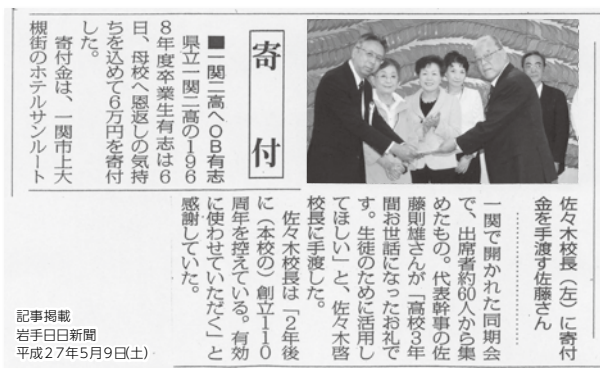 寄付
■一関二高へOB有志
県立一関二高の196
8年度卒業生有志は6
日、母校へ恩返しの気持
ちを込めて6万円を寄付
した。
寄付金は、一関市上大
槻街のホテルサンルート
佐々木校長（左）に寄付
金を手渡す佐藤さん
一関で開かれた同期会
で、出席者約60人から集
めたもの。代表幹事の佐
藤則雄さんが「高校3年
間お世話になったお礼で
す。生徒のために活用し
てほしい」と、佐々木啓
校長に手渡した。
佐々木校長は「2年後
に（本校の）創立110
周年を控えている。有効
に使わせていただく」と
感謝していた。
記事掲載
岩手日日新聞
平成27年5月9日(土)